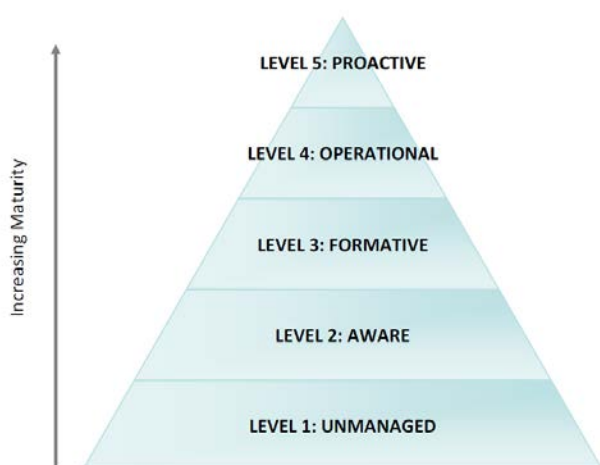 LEVEL 5: PROACTIVE
LEVEL 4: OPERATIONAL
LEVEL 3: FORMATIVE
LEVEL 2: AWARE
LEVEL 1: UNMANAGED
Increasing Maturity